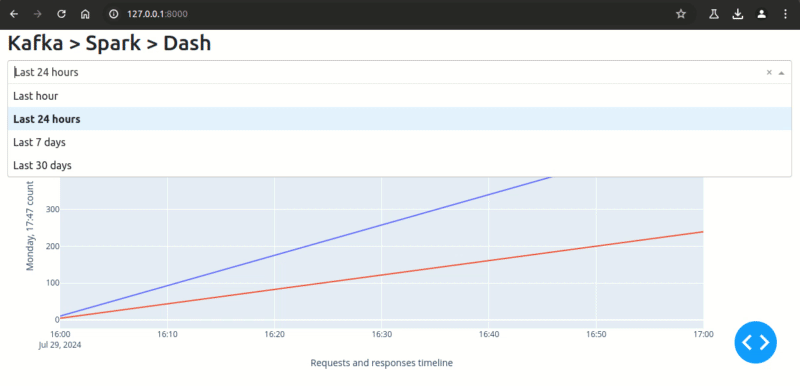 127.0.0.1:8000
Kafka > Spark > Dash
Last 24 hours
Last hour
Last 24 hours
Last 7 days
Last 30 days
Monday, 17:47 count
300
200
100
0
16:00 16:10 16:20 16:30 16:40 16:50 17:00
Jul 29, 2024
Requests and responses timeline